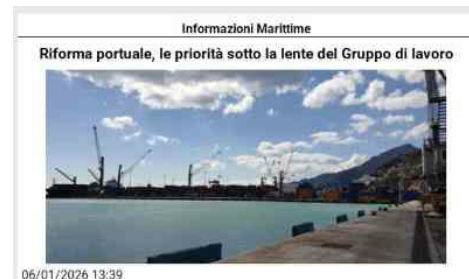 Informazioni Marittime
Riforma portuale, le priorità sotto la lente del Gruppo di lavoro
06/01/2026 13:39